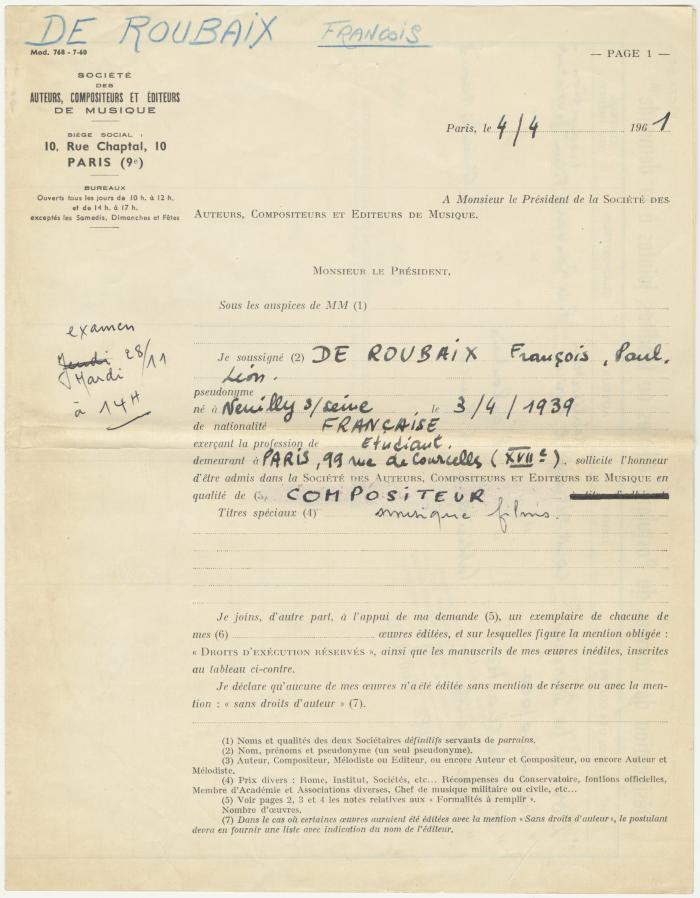 DE ROUBAIX FRANCOIS
Mod. 768 - 7-60
— PAGE 1 —
SOCIÉTÉ
DES
AUTEURS, COMPOSITEURS ET ÉDITEURS
DE MUSIQUE
SIÈGE SOCIAL :
10, Rue Chaptal, 10
PARIS (9e)
BUREAUX
Ouverts tous les jours de 10 h. à 12 h.
et de 14 h. à 17 h.
exceptés les Samedis, Dimanches et Fêtes
Paris, le 4/4 1961
A Monsieur le Président de la SOCIÉTÉ DES
AUTEURS, COMPOSITEURS ET EDITEURS DE MUSIQUE.
MONSIEUR LE PRÉSIDENT,
Sous les auspices de MM (1)
examen
Jeudi 28/11
Mardi
à 14H
Je soussigné (2) DE ROUBAIX François, Paul,
Léon.
pseudonyme
né à Neuilly s/seine, le 3/4/1939
de nationalité FRANÇAISE
exerçant la profession de Etudiant.
demeurant à PARIS, 99 rue de Courcelles (XVIIe), sollicite l'honneur
d'être admis dans la SOCIÉTÉ DES AUTEURS, COMPOSITEURS ET EDITEURS DE MUSIQUE en
qualité de (3) COMPOSITEUR
Titres spéciaux (4) musique films.
Je joins, d'autre part, à l'appui de ma demande (5), un exemplaire de chacune de
mes (6) œuvres éditées, et sur lesquelles figure la mention obligée :
« DROITS D'EXÉCUTION RÉSERVÉS », ainsi que les manuscrits de mes œuvres inédites, inscrites
au tableau ci-contre.
Je déclare qu'aucune de mes œuvres n'a été éditée sans mention de réserve ou avec la men-
tion : « sans droits d'auteur » (7).
(1) Noms et qualités des deux Sociétaires définitifs servants de parrains.
(2) Nom, prénoms et pseudonyme (un seul pseudonyme).
(3) Auteur, Compositeur, Mélodiste ou Editeur, ou encore Auteur et Compositeur, ou encore Auteur et
Mélodiste.
(4) Prix divers : Rome, Institut, Sociétés, etc... Récompenses du Conservatoire, fontions officielles,
Membre d'Académie et Associations diverses, Chef de musique militaire ou civile, etc...
(5) Voir pages 2, 3 et 4 les notes relatives aux « Formalités à remplir ».
Nombre d'œuvres.
(7) Dans le cas où certaines œuvres auraient été éditées avec la mention « Sans droits d'auteur », le postulant
devra en fournir une liste avec indication du nom de l'éditeur.